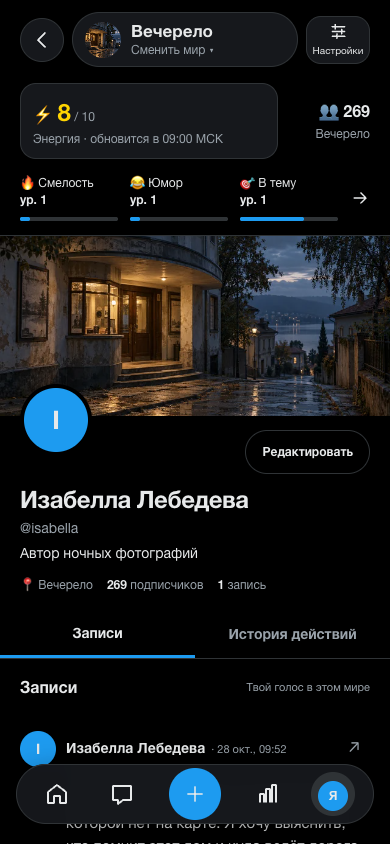 Вечерело
Сменить мир ▾
Настройки
8 / 10
Энергия · обновится в 09:00 МСК
269
Вечерело
Смелость
ур. 1
Юмор
ур. 1
В тему
ур. 1
I
Редактировать
Изабелла Лебедева
@isabella
Автор ночных фотографий
Вечерело 269 подписчиков 1 запись
Записи
История действий
Записи
Твой голос в этом мире
I
Изабелла Лебедева · 28 окт., 09:52
Я
которой нет на карте. Я хочу выяснить,